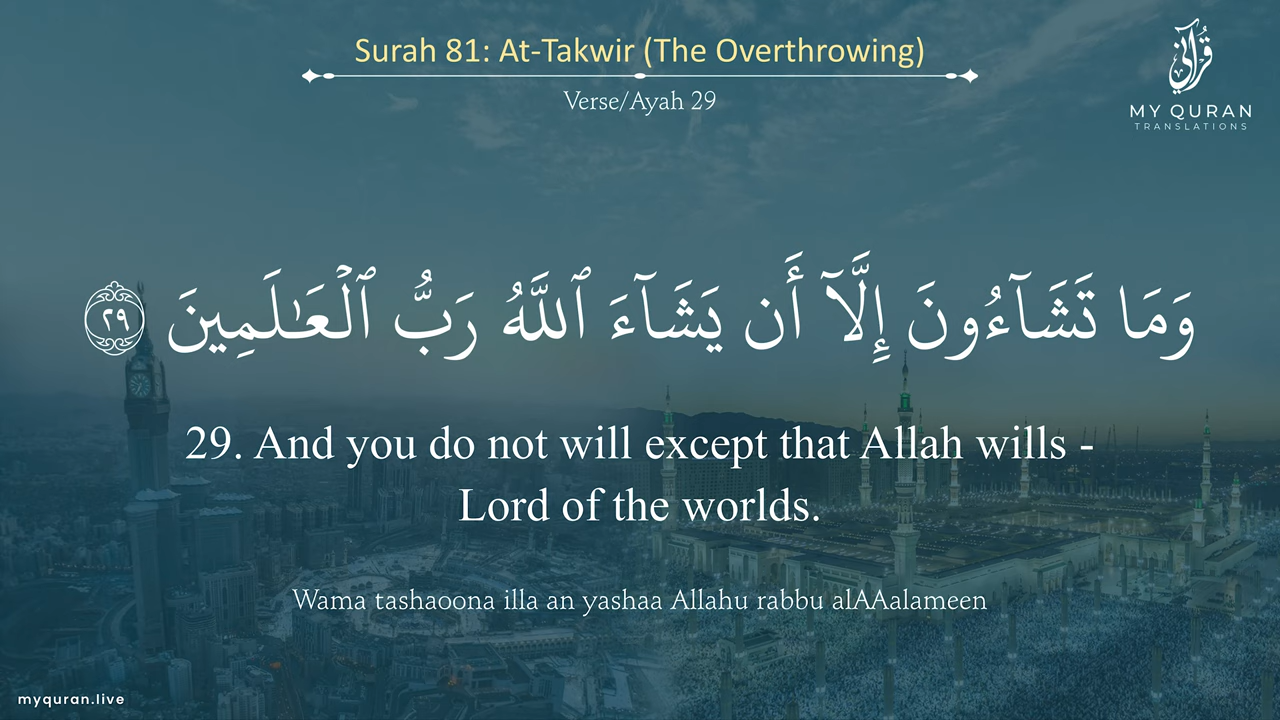 Surah 81: At-Takwir (The Overthrowing)
Verse/Ayah 29
قُرْآنِي
MY QURAN
TRANSLATIONS
وَمَا تَشَآءُونَ إِلَّآ أَن يَشَآءَ ٱللَّهُ رَبُّ ٱلْعَـٰلَمِينَ ٢٩
29. And you do not will except that Allah wills -
Lord of the worlds.
Wama tashaoona illa an yashaa Allahu rabbu alAAalameen
myquran.live